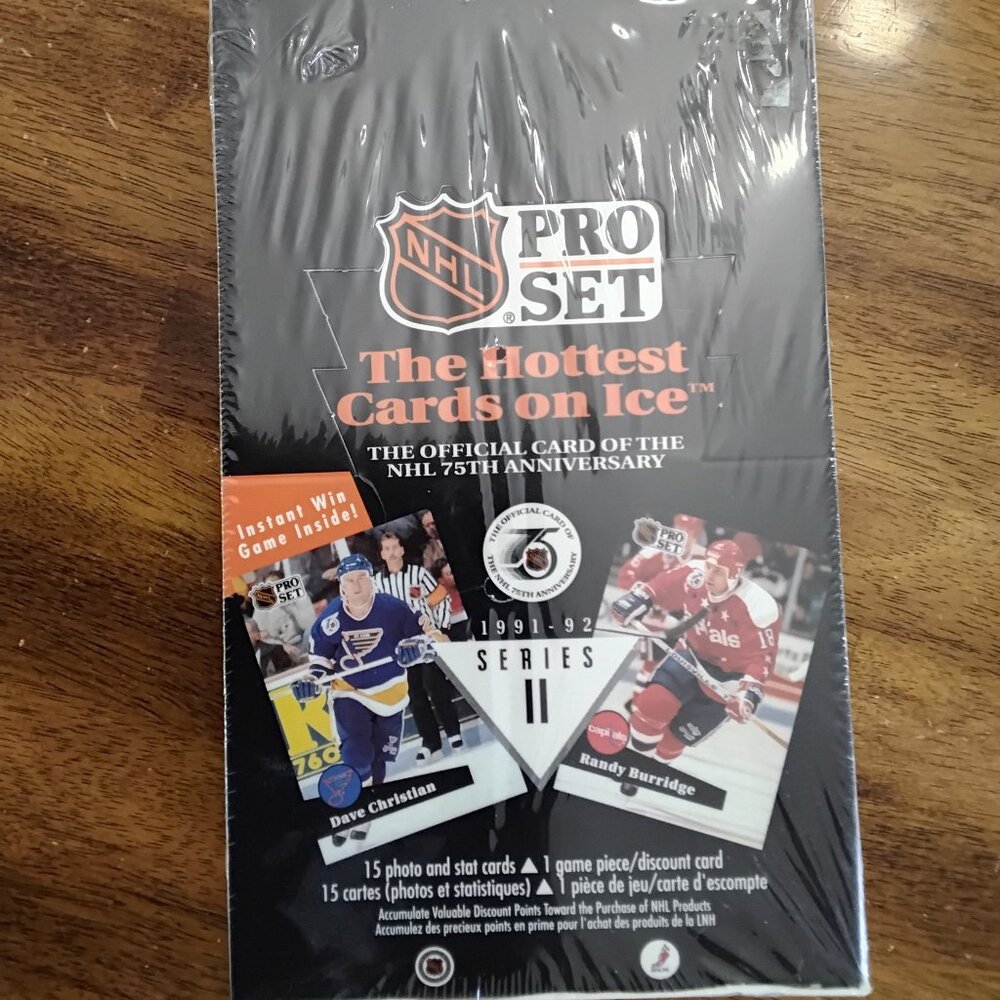 NHL
PRO
SET
®
The Hottest
Cards on Ice™
THE OFFICIAL CARD OF THE
NHL 75TH ANNIVERSARY
Instant Win
Game Inside!
THE OFFICIAL CARD OF
75
THE NHL 75TH ANNIVERSARY
PRO
SET
PRO
SET
1991-92
SERIES
II
18
760
Dave Christian
Randy Burridge
15 photo and stat cards ▲ 1 game piece/discount card
15 cartes (photos et statistiques) ▲ 1 pièce de jeu/carte d'escompte
Accumulate Valuable Discount Points Toward the Purchase of NHL Products
Accumulez des precieux points en prime pour l'achat des produits de la LNH